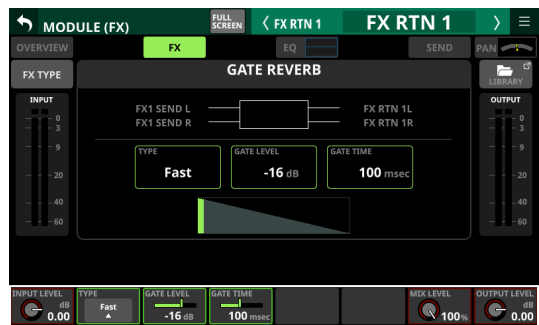 MODULE (FX)
FULL SCREEN
FX RTN 1
FX RTN 1
OVERVIEW
FX
EQ
SEND
PAN
FX TYPE
GATE REVERB
LIBRARY
INPUT
OUTPUT
0
3
9
20
40
60
FX1 SEND L
FX RTN 1L
FX1 SEND R
FX RTN 1R
0
3
9
20
40
60
TYPE
GATE LEVEL
GATE TIME
Fast
-16 dB
100 msec
INPUT LEVEL
TYPE
GATE LEVEL
GATE TIME
MIX LEVEL
OUTPUT LEVEL
dB
0.00
Fast
-16 dB
100 msec
100%
dB
0.00